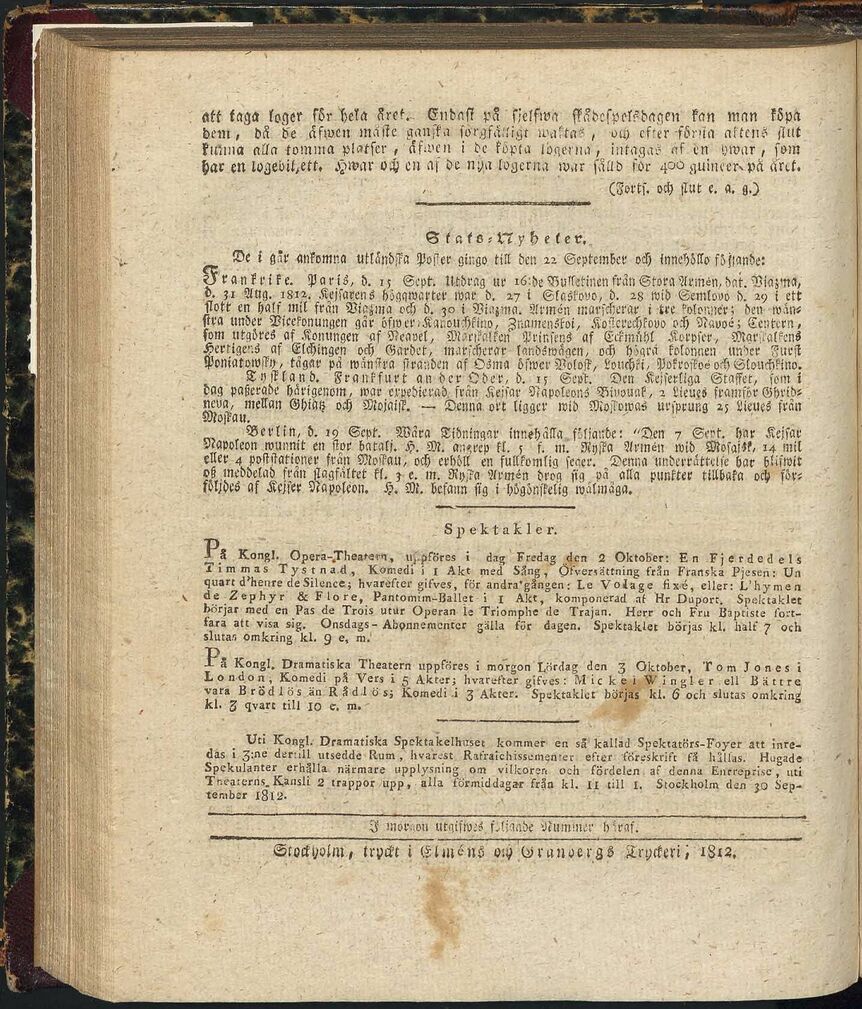 att taga loger för hela året. Endast på sjelfwa skådespelsdagen kan man köpa
dem, då de äfwen måste ganska sorgfälligt waktas, och efter första aktens slut
kunna alla tomma platser, äfwen i de köpta logerna, intagas af en hwar, som
har en logebiljett. Hwar och en af de nya logerna war såld för 400 guineer på året.
(Forts. och slut e. a. g.)
Stats-Nyheter.
De i går ankomna utländska Poster gingo till den 22 September och innehöllo följande:
Frankrike. Paris, d. 15 Sept. Utdrag ur 16:de Bulletinen från Stora Armén, dat. Viazma,
d. 31 Aug. 1812. Kejsarens högqwarter war d. 27 i Slaskovo, d. 28 wid Semlovo d. 29 i ett
slott en half mil från Viazma och d. 30 i Viazma. Armén marscherar i tre kolonner; den wän-
stra under Vicekonungen går öfwer Kanouchkino, Znamenskoi, Kosterechkovo och Novoé; Centern,
som utgöres af Konungen af Neapel, Marskalken Prinsens af Eckmühl Korpser, Marskalkens
Hertigens af Elchingen och Gardet, marscherar landswägen, och högra kolonnen under Furst
Poniatowsky, tågar på wänstra stranden af Osma öfwer Volosk, Louchki, Pokroskoe och Slouchkino.
Tyskland. Frankfurt an der Oder, d. 15 Sept. Den Kejserliga Staffet, som i
dag passerade härigenom, war expedierad från Kejsar Napoleons Bivouak, 2 Lieues framför Ghrid-
neva, mellan Ghiatz och Mojaisk. — Denna ort ligger wid Moskowas ursprung 25 Lieues från
Moskau.
Berlin, d. 19 Sept. Wåra Tidningar innehålla följande: "Den 7 Sept. har Kejsar
Napoleon wunnit en stor batalj. H. M. angrep kl. 5 f. m. Ryska Armén wid Mosajsk, 14 mil
eller 4 poststationer från Moskau, och erhöll en fullkomlig seger. Denna underrättelse har blifwit
oß meddelad från slagfältet kl. 3 e. m. Ryska Armén drog sig på alla punkter tillbaka och för-
följdes af Kejser Napoleon. H. M. befann sig i högönskelig wälmåga.
Spektakler.
På Kongl. Opera-Theatern, uppföres i dag Fredag den 2 Oktober: En Fjerdedels
Timmas Tystnad, Komedi i 1 Akt med Sång, Öfversättning från Franska Pjesen: Un
quart d'henre de Silence; hvarefter gifves, för andra gången: Le Volage fixé, eller: L'hymen
de Zephyr & Flore, Pantomim-Ballet i 1 Akt, komponerad af Hr Duport. Spektaklet
börjar med en Pas de Trois utur Operan le Triomphe de Trajan. Herr och Fru Baptiste fort-
fara att visa sig. Onsdags-Abonnementer gälla för dagen. Spektaklet börjas kl. half 7 och
slutas omkring kl. 9 e. m.
På Kongl. Dramatiska Theatern uppföres i morgon Lördag den 3 Oktober, Tom Jones i
London, Komedi på Vers i 5 Akter; hvarefter gifves: Mickel Wingler ell Bättre
vara Brödlös än Rådlös; Komedi i 3 Akter. Spektaklet börjas kl. 6 och slutas omkring
kl. 3 qvart till 10 e. m.
Uti Kongl. Dramatiska Spektakelhuset kommer en så kallad Spektatörs-Foyer att inre-
das i 3:ne dertill utsedde Rum, hvarest Rafraichissementer efter föreskrift få hållas. Hugade
Spekulanter erhålla närmare upplysning om vilkoren och fördelen af denna Entreprise, uti
Theaterns Kansli 2 trappor upp, alla förmiddagar från kl. 11 till 1. Stockholm den 30 Sep-
tember 1812.
I morgon utgifwes följande Nummer häraf.
Stockholm, tryckt i Elméns och Granbergs Tryckeri, 1812.